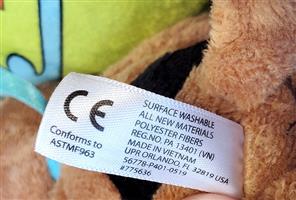 CE
Conforms to
ASTMF963
SURFACE WASHABLE
ALL NEW MATERIALS
POLYESTER FIBERS
REG. NO. PA 13401 (VN)
MADE IN VIETNAM
UPR ORLANDO, FL 32819 USA
56778-P401-0519
#775636